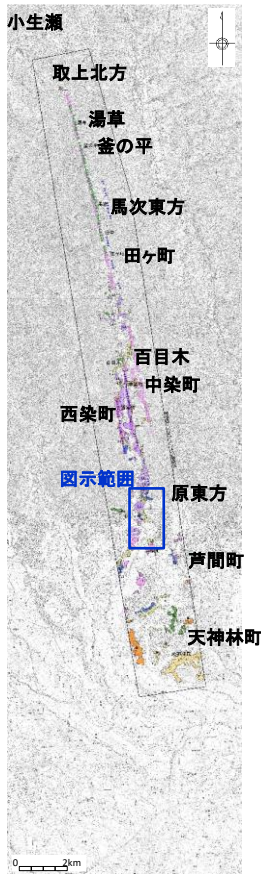 小生瀬
取上北方
湯草
釜の平
馬次東方
田ヶ町
百目木
中染町
西染町
図示範囲
原東方
芦間町
天神林町
0 2km